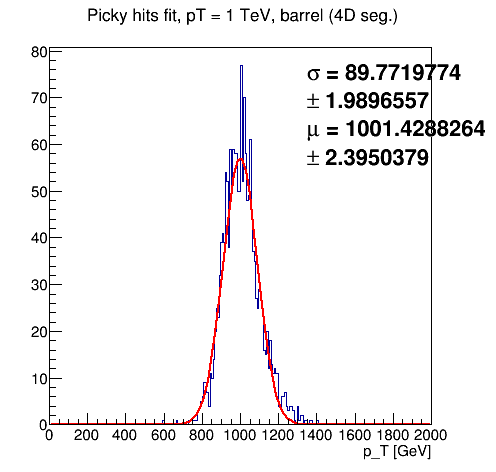 Picky hits fit, pT = 1 TeV, barrel (4D seg.)
σ = 89.7719774
± 1.9896557
μ = 1001.4288264
± 2.3950379
80
70
60
50
40
30
20
10
0
0 200 400 600 800 1000 1200 1400 1600 1800 2000
p_T [GeV]